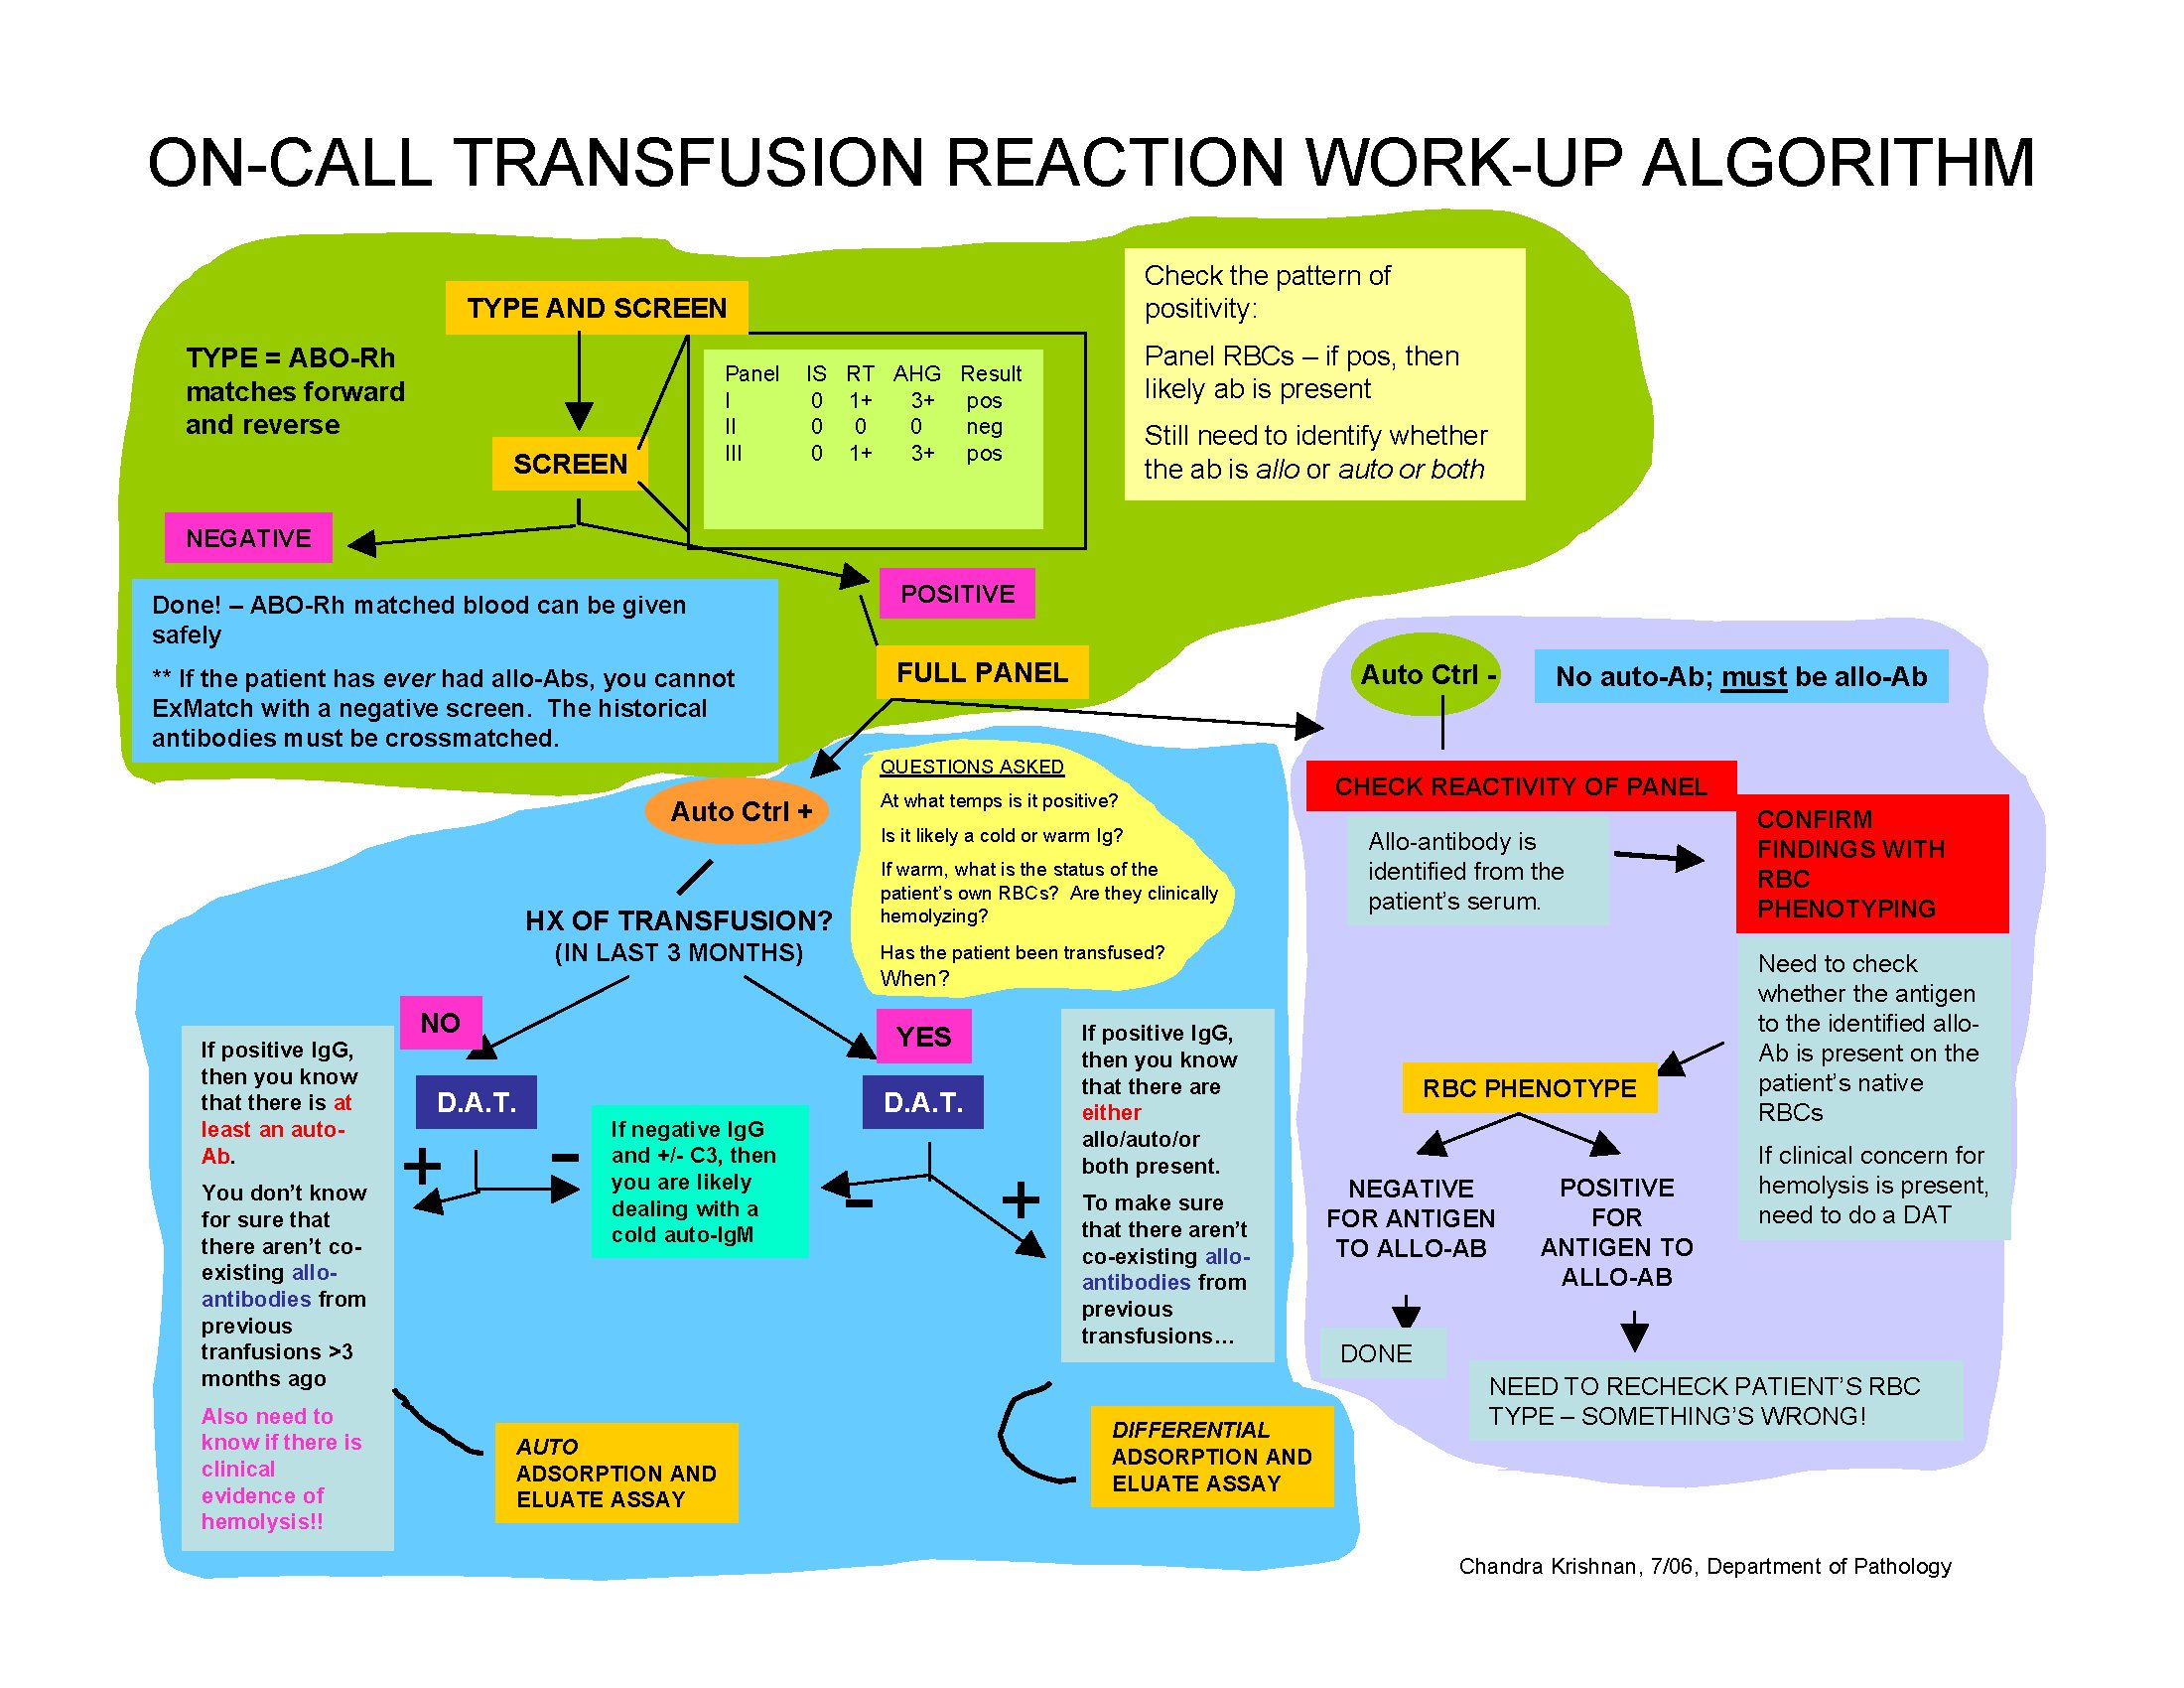 ON-CALL TRANSFUSION REACTION WORK-UP ALGORITHM
TYPE AND SCREEN
TYPE = ABO-Rh
matches forward
and reverse
SCREEN
Panel IS RT AHG Result
I 0 1+ 3+ pos
II 0 0 0 neg
III 0 1+ 3+ pos
Check the pattern of
positivity:
Panel RBCs – if pos, then
likely ab is present
Still need to identify whether
the ab is allo or auto or both
NEGATIVE
POSITIVE
Done! – ABO-Rh matched blood can be given
safely
** If the patient has ever had allo-Abs, you cannot
ExMatch with a negative screen. The historical
antibodies must be crossmatched.
FULL PANEL
Auto Ctrl +
QUESTIONS ASKED
At what temps is it positive?
Is it likely a cold or warm Ig?
If warm, what is the status of the
patient's own RBCs? Are they clinically
hemolyzing?
Has the patient been transfused?
When?
HX OF TRANSFUSION?
(IN LAST 3 MONTHS)
NO
YES
D.A.T.
D.A.T.
If positive IgG,
then you know
that there is at
least an auto-
Ab.
You don't know
for sure that
there aren't co-
existing allo-
antibodies from
previous
tranfusions >3
months ago
Also need to
know if there is
clinical
evidence of
hemolysis!!
+
–
If negative IgG
and +/- C3, then
you are likely
dealing with a
cold auto-IgM
–
+
If positive IgG,
then you know
that there are
either
allo/auto/or
both present.
To make sure
that there aren't
co-existing allo-
antibodies from
previous
transfusions…
AUTO
ADSORPTION AND
ELUATE ASSAY
DIFFERENTIAL
ADSORPTION AND
ELUATE ASSAY
Auto Ctrl -
No auto-Ab; must be allo-Ab
CHECK REACTIVITY OF PANEL
Allo-antibody is
identified from the
patient's serum.
CONFIRM
FINDINGS WITH
RBC
PHENOTYPING
Need to check
whether the antigen
to the identified allo-
Ab is present on the
patient's native
RBCs
If clinical concern for
hemolysis is present,
need to do a DAT
RBC PHENOTYPE
NEGATIVE
FOR ANTIGEN
TO ALLO-AB
POSITIVE
FOR
ANTIGEN TO
ALLO-AB
DONE
NEED TO RECHECK PATIENT'S RBC
TYPE – SOMETHING'S WRONG!
Chandra Krishnan, 7/06, Department of Pathology